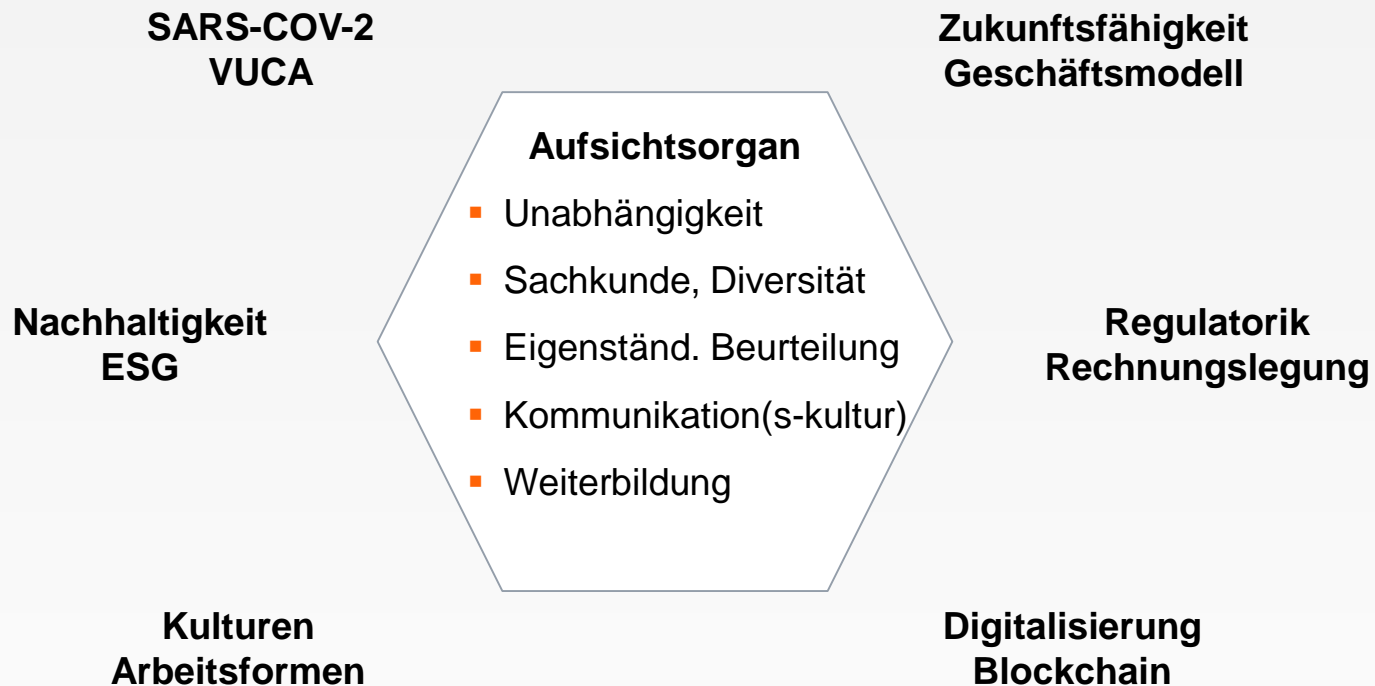 SARS-COV-2
VUCA
Zukunftsfähigkeit
Geschäftsmodell
Aufsichtsorgan
▪ Unabhängigkeit
▪ Sachkunde, Diversität
▪ Eigenständ. Beurteilung
▪ Kommunikation(s-kultur)
▪ Weiterbildung
Nachhaltigkeit
ESG
Regulatorik
Rechnungslegung
Kulturen
Arbeitsformen
Digitalisierung
Blockchain